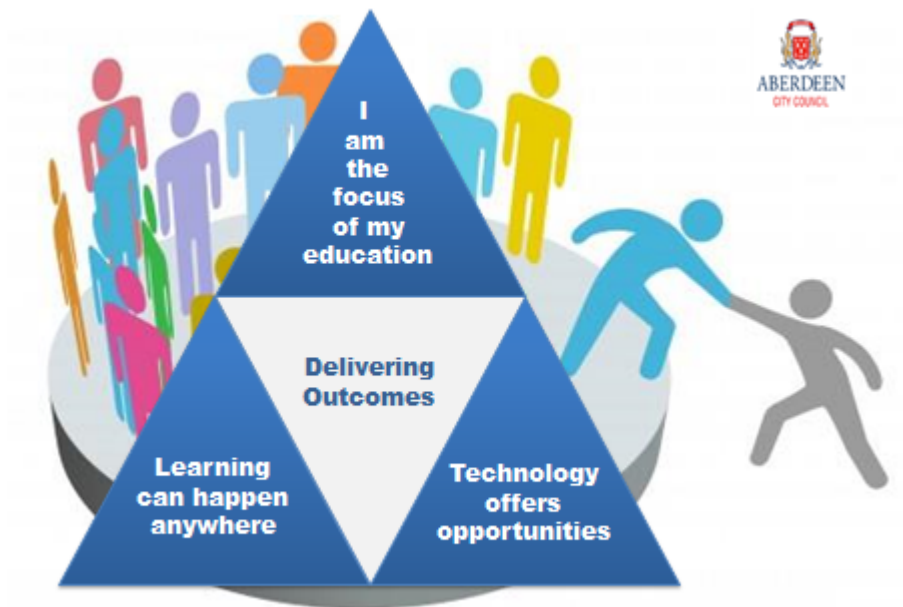 ABERDEEN
CITY COUNCIL
I
am
the
focus
of my
education
Delivering
Outcomes
Learning
can happen
anywhere
Technology
offers
opportunities